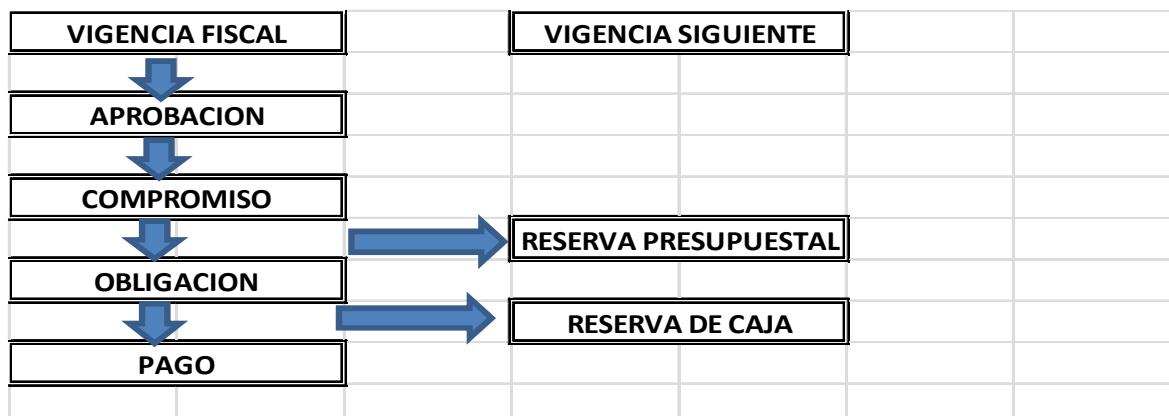 VIGENCIA FISCAL
VIGENCIA SIGUIENTE
APROBACION
COMPROMISO
RESERVA PRESUPUESTAL
OBLIGACION
RESERVA DE CAJA
PAGO